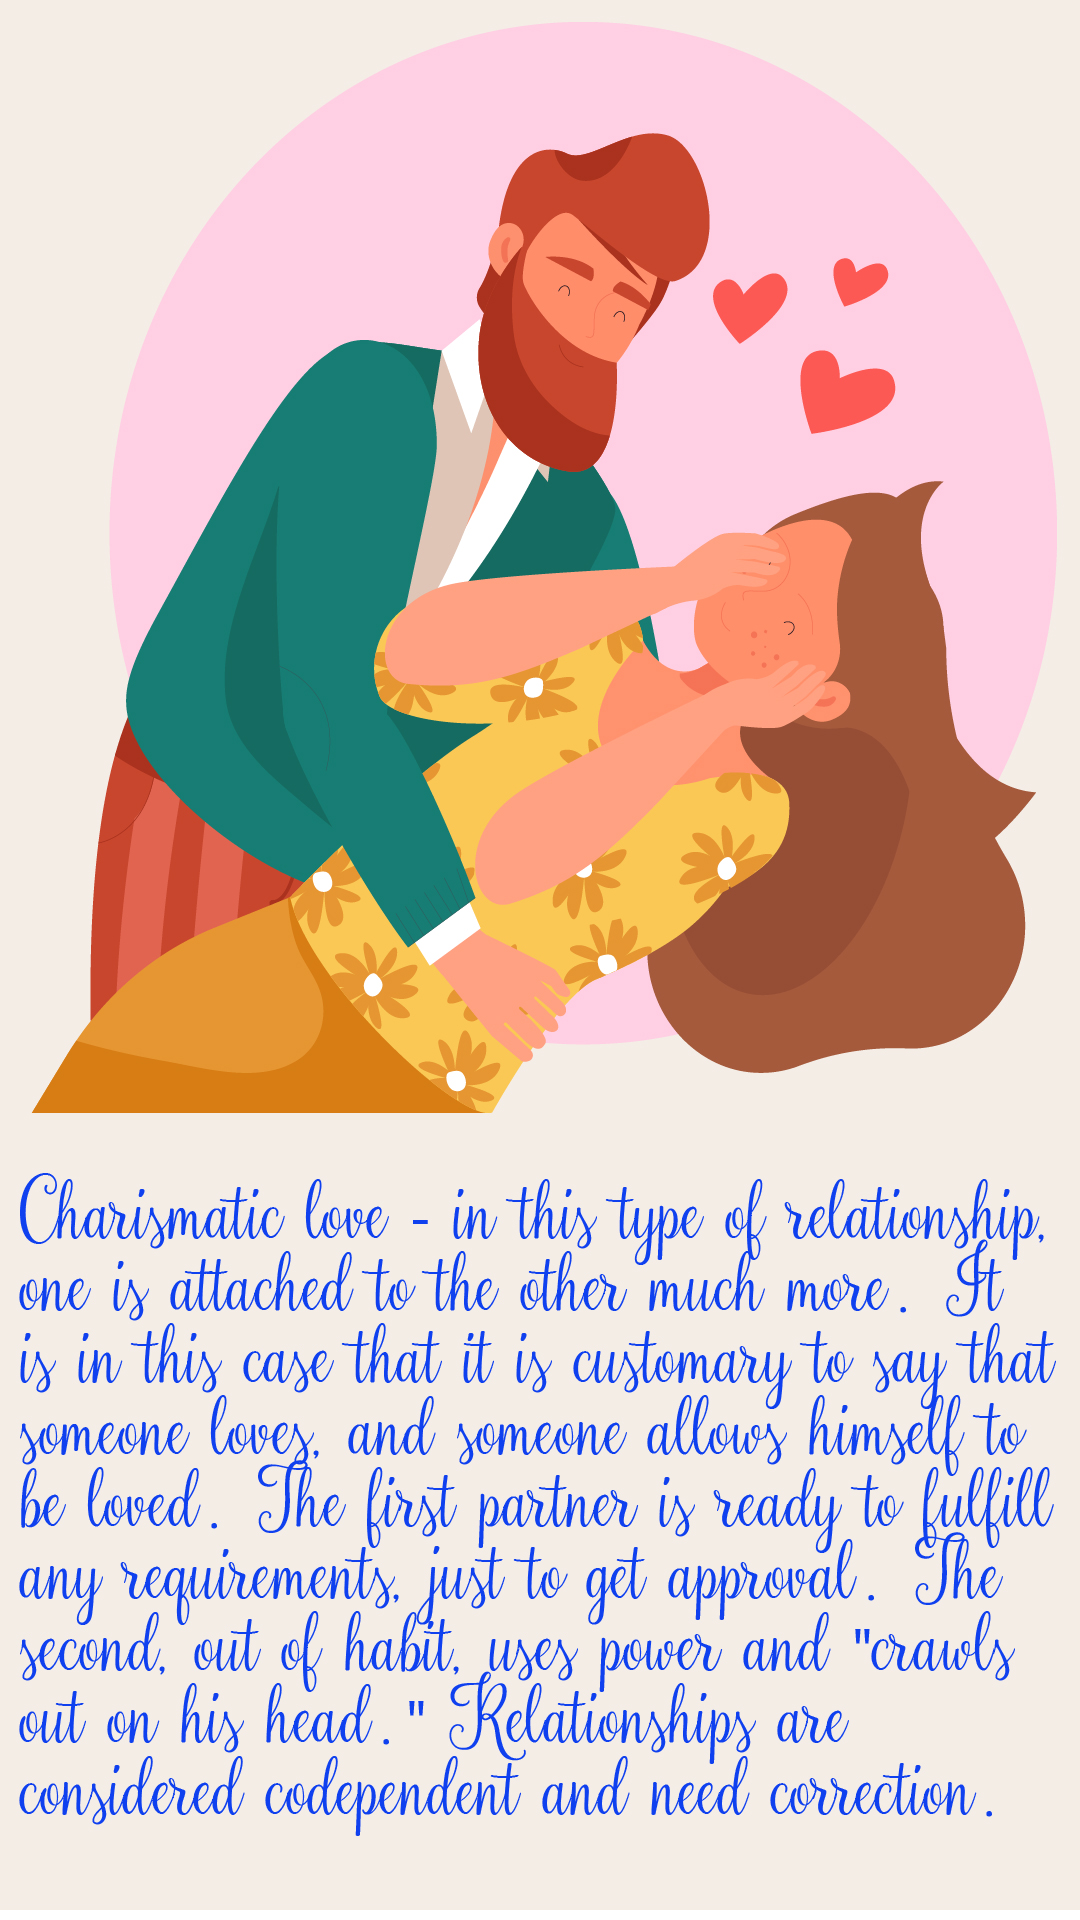 Charismatic love - in this type of relationship,
one is attached to the other much more. It
is in this case that it is customary to say that
someone loves, and someone allows himself to
be loved. The first partner is ready to fulfill
any requirements, just to get approval. The
second, out of habit, uses power and "crawls
out on his head." Relationships are
considered codependent and need correction.